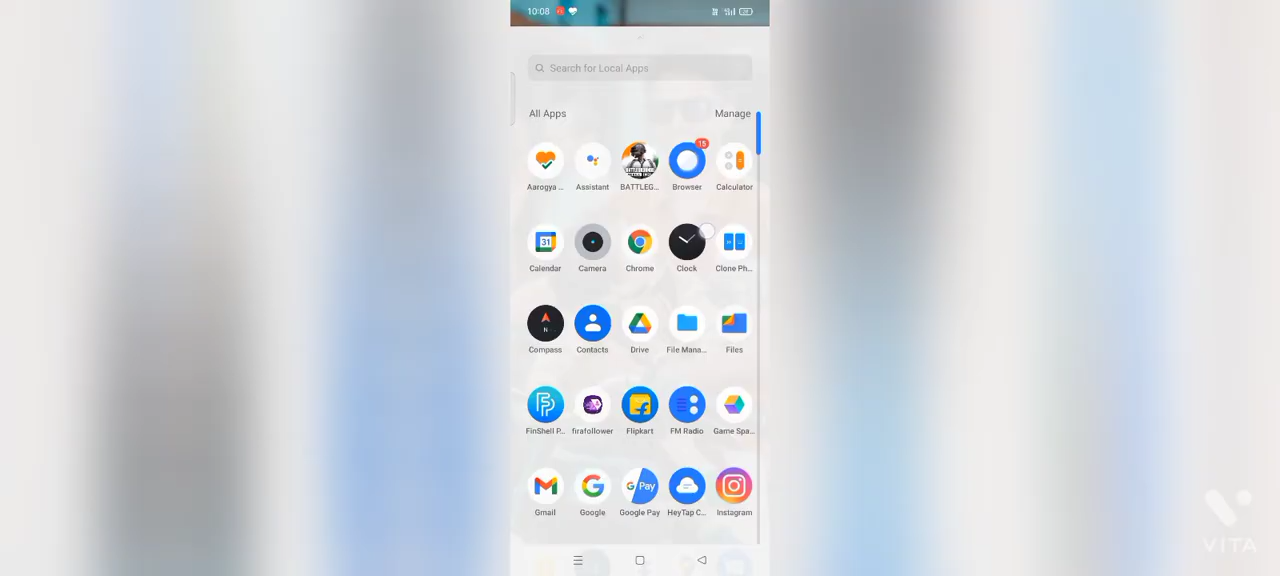 10:08
Search for Local Apps
All Apps Manage
15
Aarogya ... Assistant BATTLEG... Browser Calculator
31
Calendar Camera Chrome Clock Clone Ph...
N
Compass Contacts Drive File Mana... Files
FinShell P... firafollower Flipkart FM Radio Game Spa...
G Pay
Gmail Google Google Pay HeyTap C... Instagram
VITA